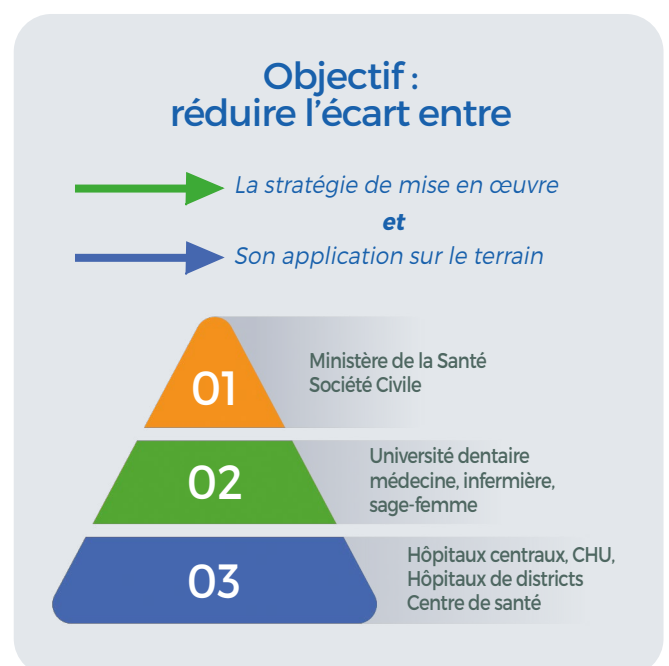 Objectif :
réduire l'écart entre
La stratégie de mise en œuvre
et
Son application sur le terrain
01
Ministère de la Santé
Société Civile
02
Université dentaire
médecine, infermière,
sage-femme
03
Hôpitaux centraux, CHU,
Hôpitaux de districts
Centre de santé